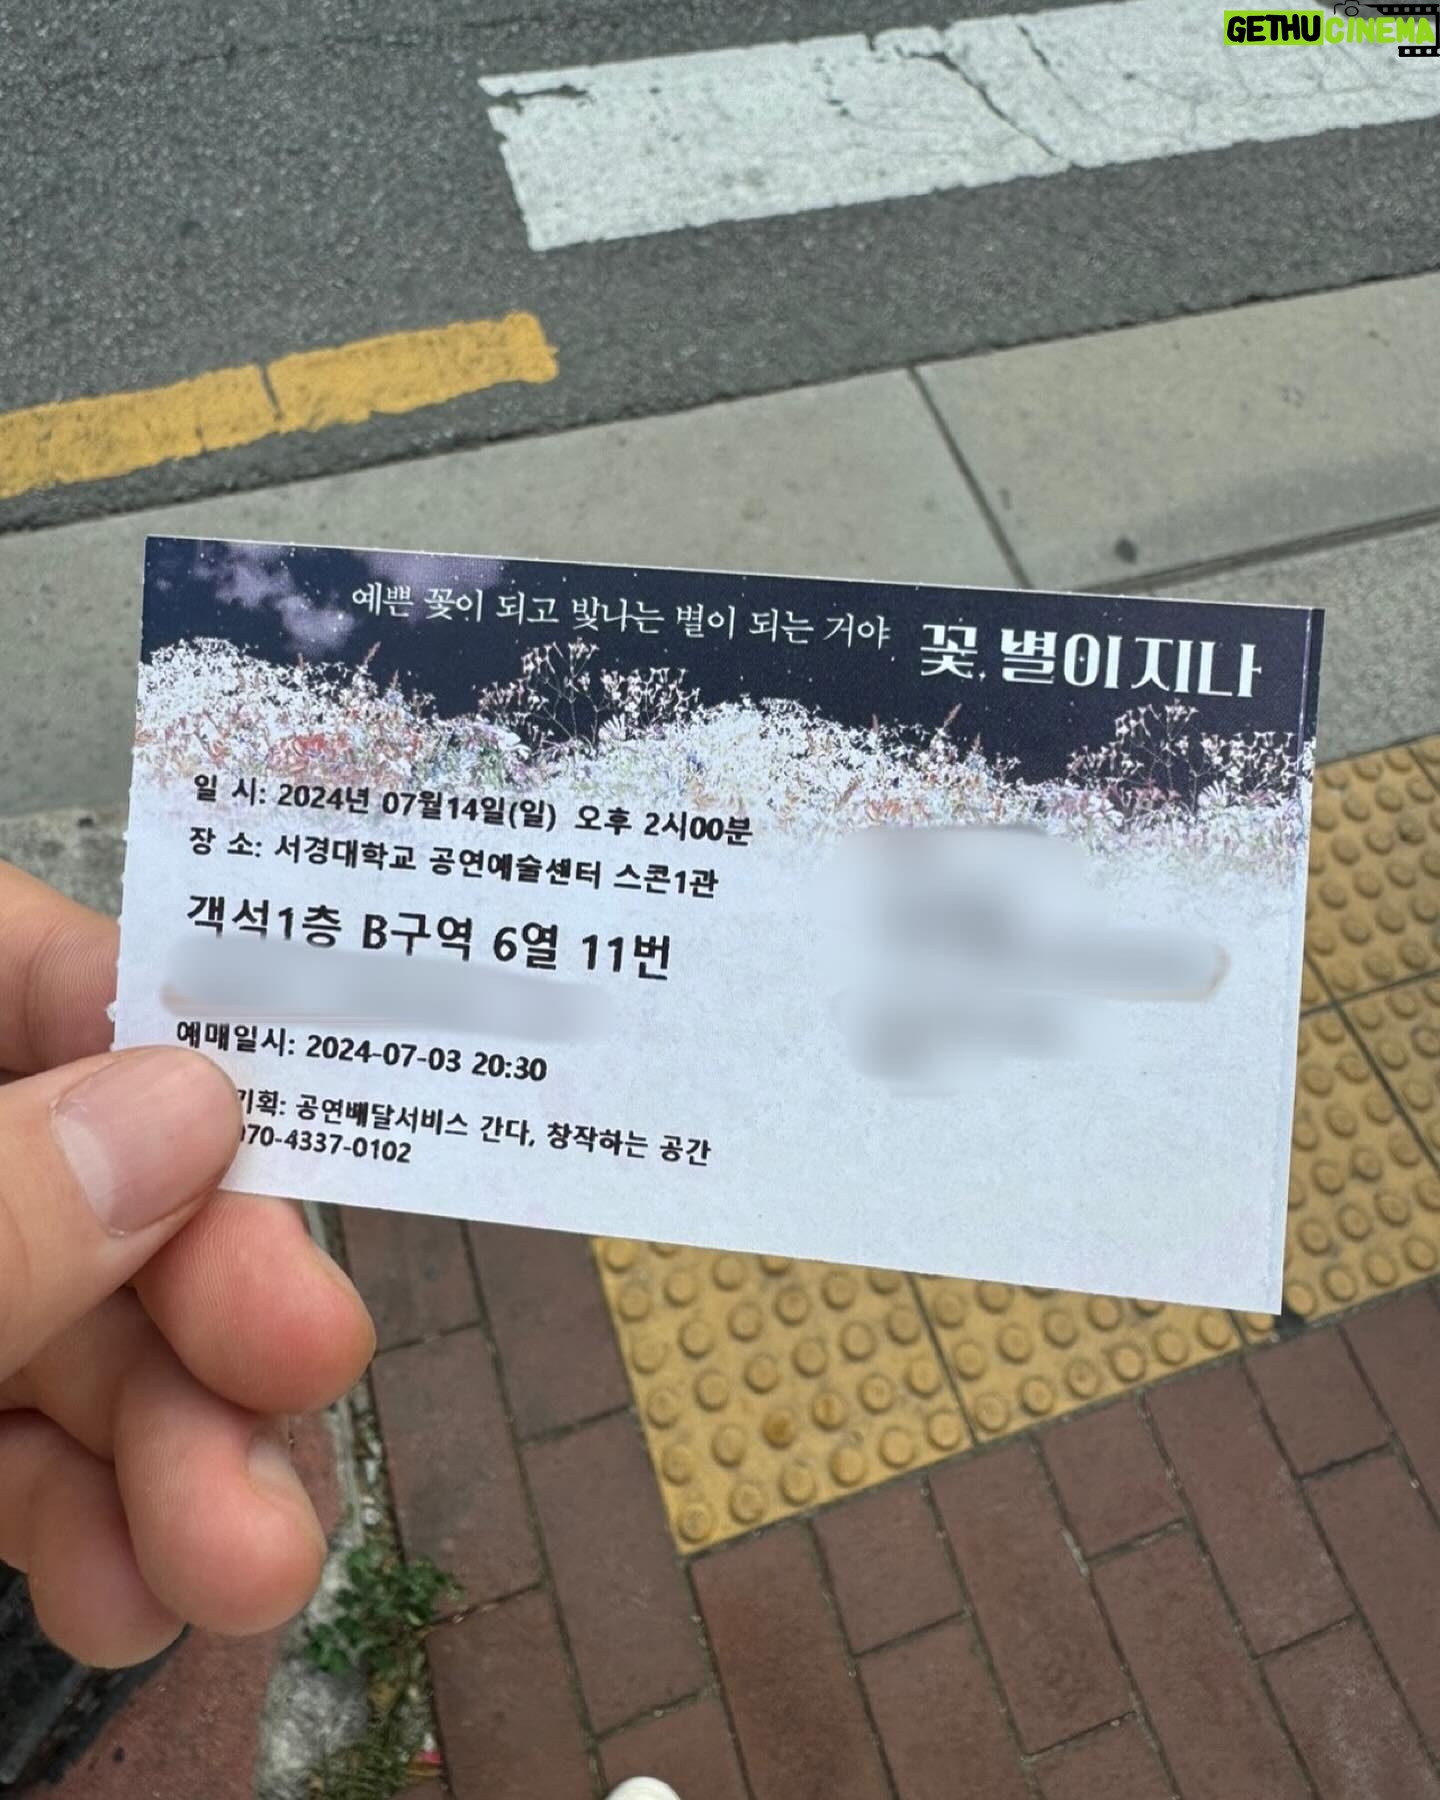 GETHUCINEMA
예쁜 꽃이 되고 빛나는 별이 되는 거야 꽃, 별이 지나
일 시: 2024년 07월14일(일) 오후 2시00분
장 소: 서경대학교 공연예술센터 스콘1관
객석1층 B구역 6열 11번
예매일시: 2024-07-03 20:30
기획: 공연배달서비스 간다, 창작하는 공간
070-4337-0102